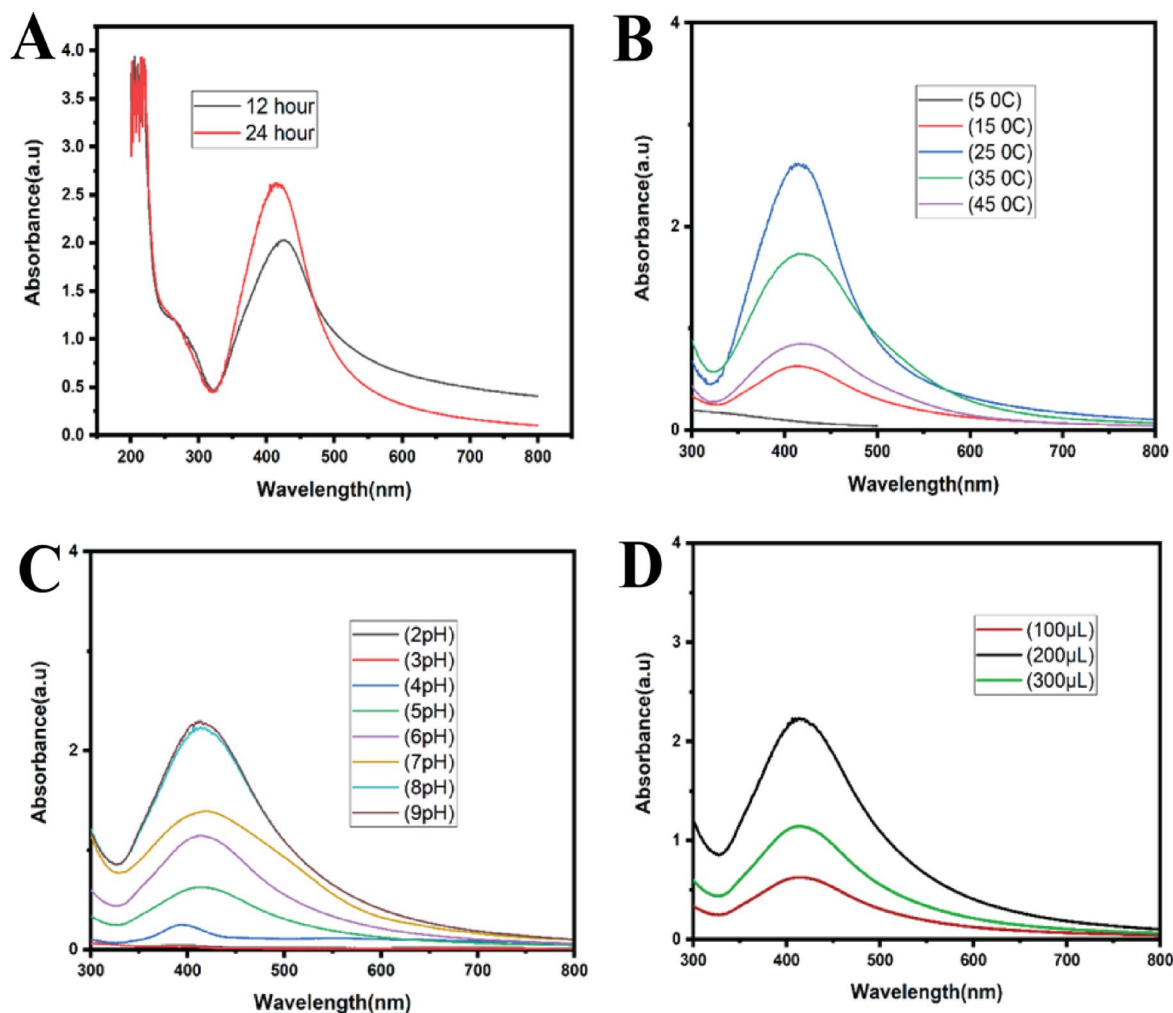 A
Absorbance(a.u)
4.0
3.5
3.0
2.5
2.0
1.5
1.0
0.5
0.0
12 hour
24 hour
200 300 400 500 600 700 800
Wavelength(nm)
B
Absorbance(a.u)
4
2
0
(5 0C)
(15 0C)
(25 0C)
(35 0C)
(45 0C)
300 400 500 600 700 800
Wavelength(nm)
C
Absorbance(a.u)
4
2
0
(2pH)
(3pH)
(4pH)
(5pH)
(6pH)
(7pH)
(8pH)
(9pH)
300 400 500 600 700 800
Wavelength(nm)
D
Absorbance(a.u)
4
3
2
1
0
(100µL)
(200µL)
(300µL)
300 400 500 600 700 800
Wavelength(nm)